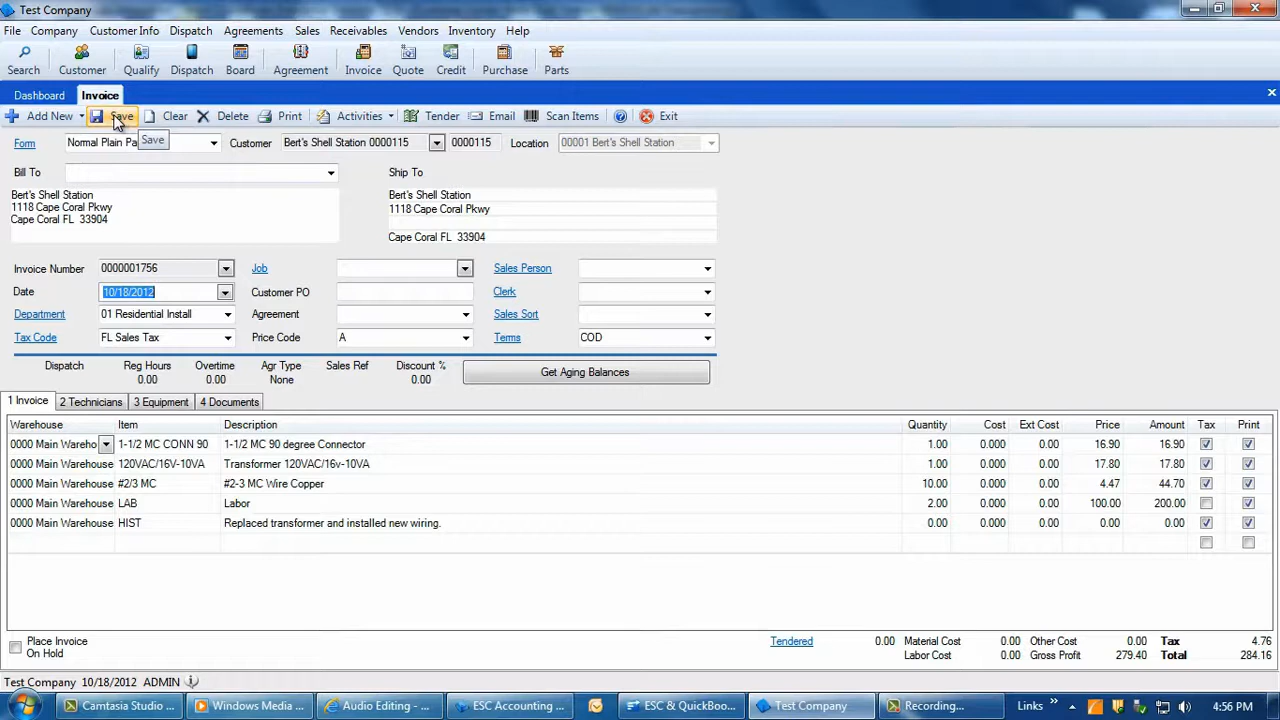 Test Company
File Company Customer Info Dispatch Agreements Sales Receivables Vendors Inventory Help
Search Customer Qualify Dispatch Board Agreement Invoice Quote Credit Purchase Parts
Dashboard Invoice
Add New Save Clear Delete Print Activities Tender Email Scan Items Exit
Form Normal Plain Pa Save Customer Bert's Shell Station 0000115 0000115 Location 00001 Bert's Shell Station
Bill To Ship To
Bert's Shell Station Bert's Shell Station
1118 Cape Coral Pkwy 1118 Cape Coral Pkwy
Cape Coral FL 33904
Cape Coral FL 33904
Invoice Number 0000001756 Job Sales Person
Date 10/18/2012 Customer PO Clerk
Department 01 Residential Install Agreement Sales Sort
Tax Code FL Sales Tax Price Code A Terms COD
Dispatch Reg Hours Overtime Agr Type Sales Ref Discount % Get Aging Balances
0.00 0.00 None 0.00
1 Invoice 2 Technicians 3 Equipment 4 Documents
Warehouse Item Description Quantity Cost Ext Cost Price Amount Tax Print
0000 Main Wareho 1-1/2 MC CONN 90 1-1/2 MC 90 degree Connector 1.00 0.000 0.00 16.90 16.90
0000 Main Warehouse 120VAC/16v-10VA Transformer 120VAC/16v-10VA 1.00 0.000 0.00 17.80 17.80
0000 Main Warehouse #2/3 MC #2-3 MC Wire Copper 10.00 0.000 0.00 4.47 44.70
0000 Main Warehouse LAB Labor 2.00 0.000 0.00 100.00 200.00
0000 Main Warehouse HIST Replaced transformer and installed new wiring. 0.00 0.000 0.00 0.00 0.00
Place Invoice On Hold Tendered 0.00 Material Cost 0.00 Other Cost 0.00 Tax 4.76
Labor Cost 0.00 Gross Profit 279.40 Total 284.16
Test Company 10/18/2012 ADMIN
Camtasia Studio ... Windows Media ... Audio Editing - ... ESC Accounting ... ESC & QuickBoo... Test Company Recording... Links 4:56 PM